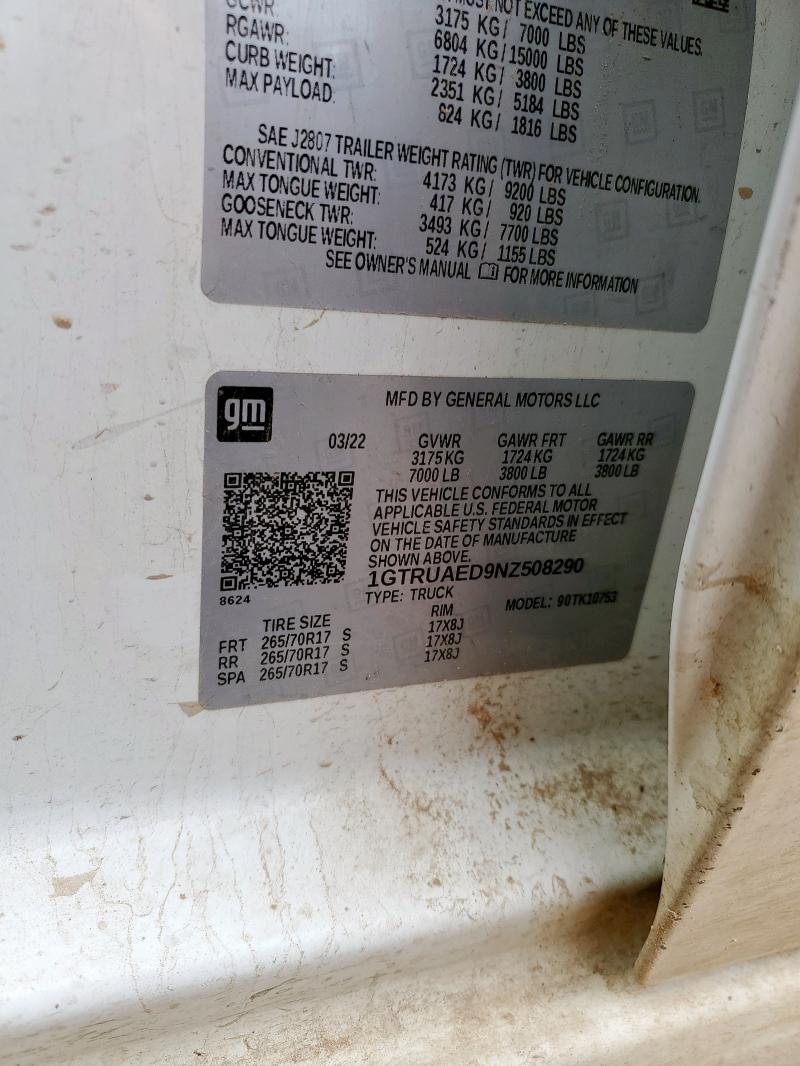 GCWR:
MUST NOT EXCEED ANY OF THESE VALUES.
3175 KG/ 7000 LBS
RGAWR: 6804 KG/15000 LBS
CURB WEIGHT: 1724 KG/ 3800 LBS
MAX PAYLOAD: 2351 KG/ 5184 LBS
824 KG/ 1816 LBS
SAE J2807 TRAILER WEIGHT RATING (TWR) FOR VEHICLE CONFIGURATION.
CONVENTIONAL TWR: 4173 KG/ 9200 LBS
MAX TONGUE WEIGHT: 417 KG/ 920 LBS
GOOSENECK TWR: 3493 KG/ 7700 LBS
MAX TONGUE WEIGHT: 524 KG/ 1155 LBS
SEE OWNER'S MANUAL FOR MORE INFORMATION
gm
MFD BY GENERAL MOTORS LLC
03/22 GVWR GAWR FRT GAWR RR
3175 KG 1724 KG 1724 KG
7000 LB 3800 LB 3800 LB
THIS VEHICLE CONFORMS TO ALL
APPLICABLE U.S. FEDERAL MOTOR
VEHICLE SAFETY STANDARDS IN EFFECT
ON THE DATE OF MANUFACTURE
SHOWN ABOVE.
1GTRUAED9NZ508290
8624 TYPE: TRUCK MODEL: 90TK10753
TIRE SIZE RIM
FRT 265/70R17 S 17X8J
RR 265/70R17 S 17X8J
SPA 265/70R17 S 17X8J